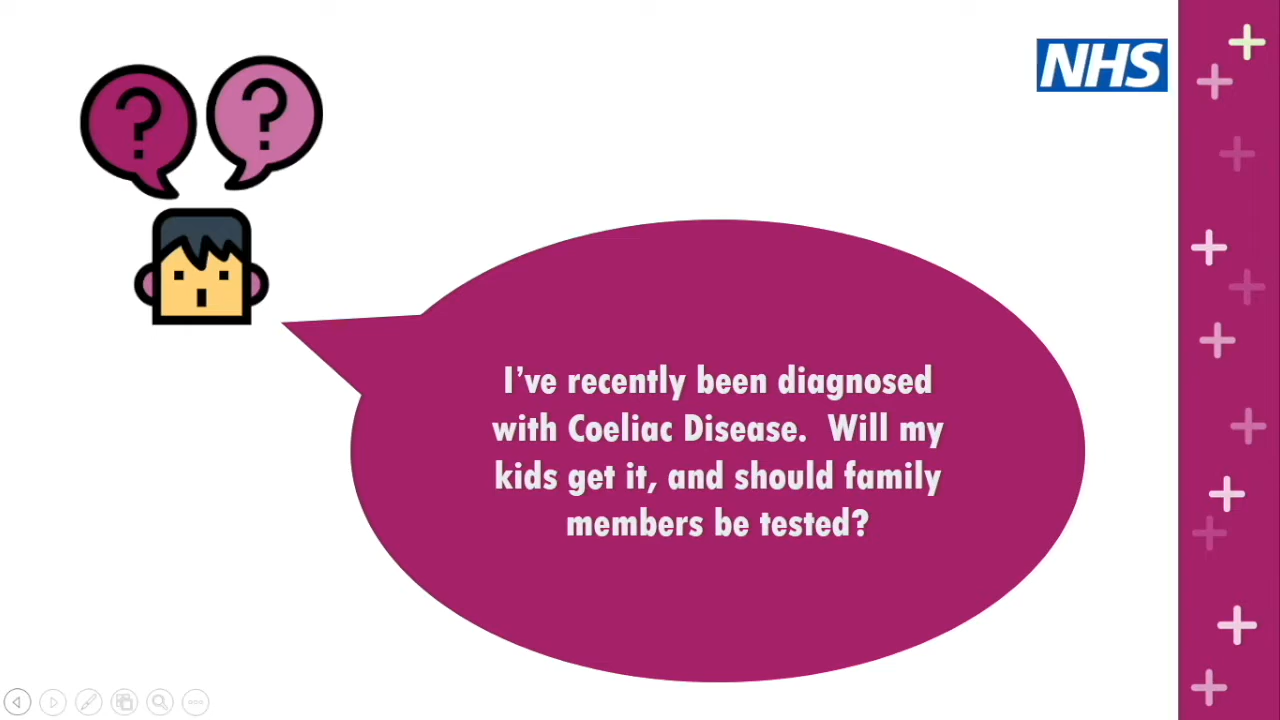 NHS
? ?
I've recently been diagnosed
with Coeliac Disease.  Will my
kids get it, and should family
members be tested?